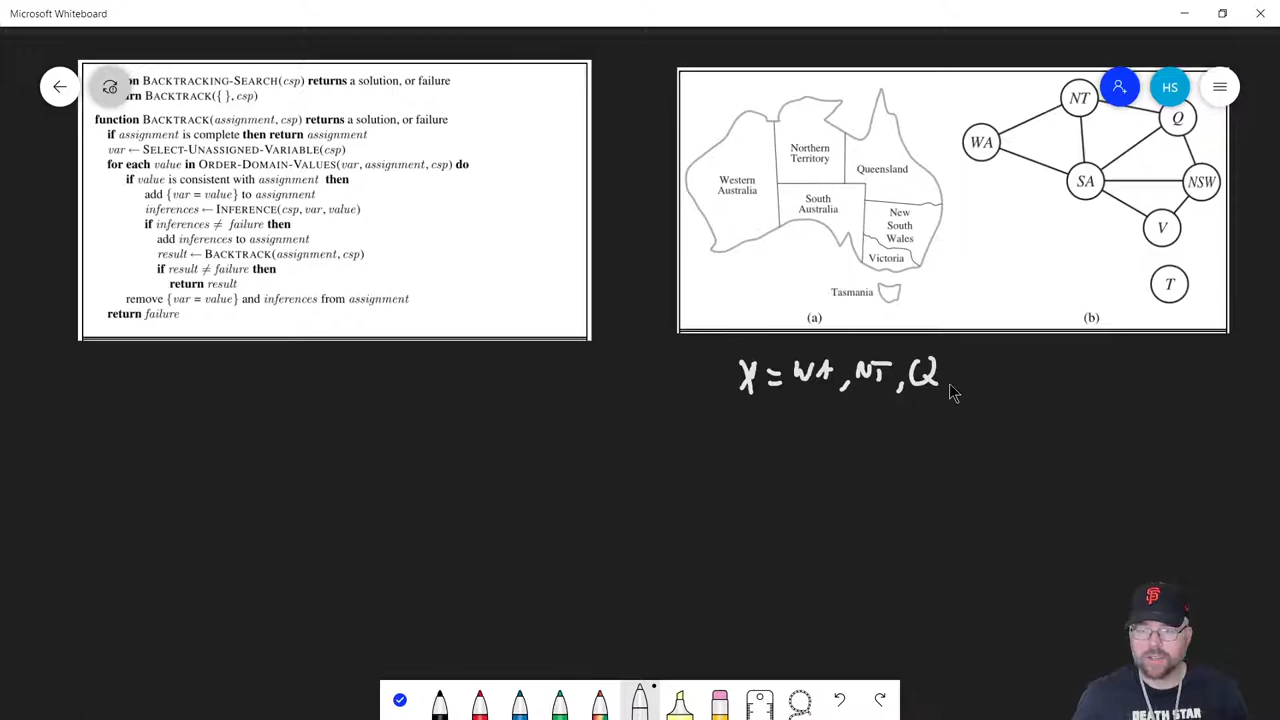 Microsoft Whiteboard
on BACKTRACKING-SEARCH(csp) returns a solution, or failure
urn BACKTRACK({ }, csp)
function BACKTRACK(assignment, csp) returns a solution, or failure
if assignment is complete then return assignment
var ← SELECT-UNASSIGNED-VARIABLE(csp)
for each value in ORDER-DOMAIN-VALUES(var, assignment, csp) do
if value is consistent with assignment then
add {var = value} to assignment
inferences ← INFERENCE(csp, var, value)
if inferences ≠ failure then
add inferences to assignment
result ← BACKTRACK(assignment, csp)
if result ≠ failure then
return result
remove {var = value} and inferences from assignment
return failure
Western
Australia
Northern
Territory
South
Australia
Queensland
New
South
Wales
Victoria
Tasmania
(a)
NT
Q
WA
SA
NSW
V
T
(b)
HS
X = WA, NT, Q
SF
DEATH STAR